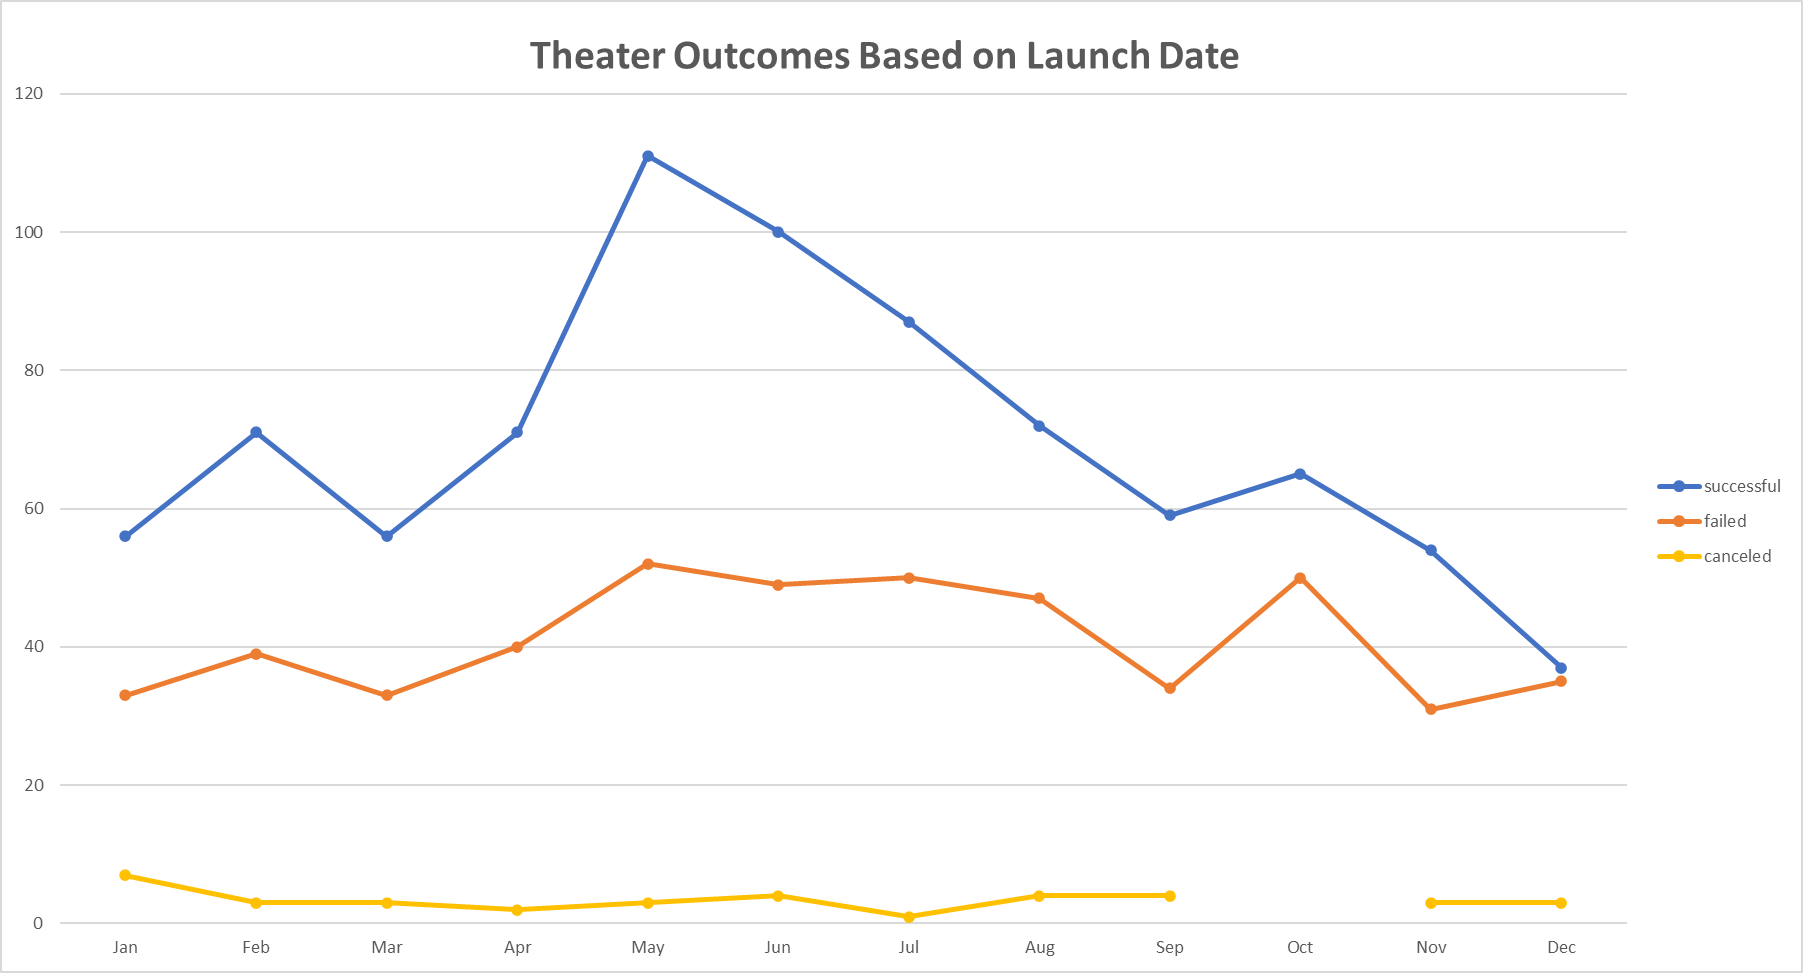 Theater Outcomes Based on Launch Date
120
100
80
60
40
20
0
Jan Feb Mar Apr May Jun Jul Aug Sep Oct Nov Dec
successful
failed
canceled